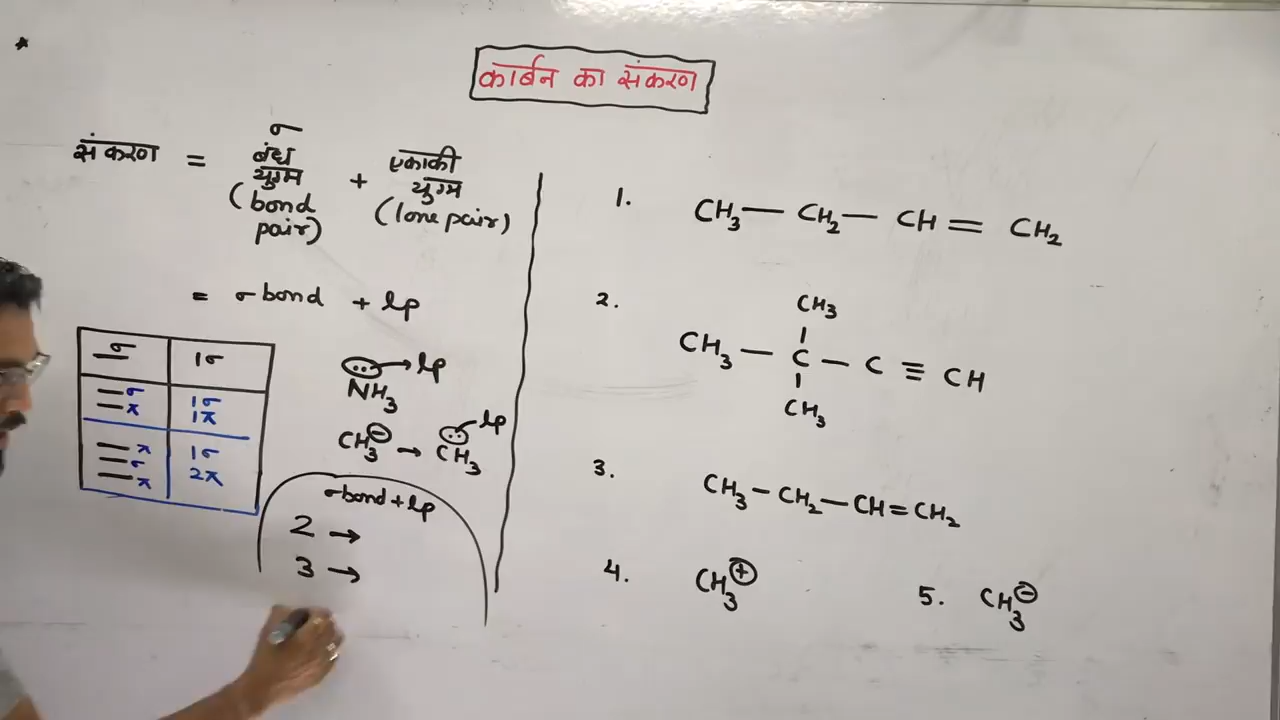 कार्बन का संकरण
संकरण = σ बंध युग्म (bond pair) + एकाकी युग्म (lone pair)
= σ bond + lp
— σ | 1σ
= σ π | 1σ 1π
≡ π σ π | 1σ 2π
.. → lp
NH₃
CH₃⊖ → C̈H₃ → lp
σ bond + lp
2 →
3 →
1. CH₃ — CH₂ — CH = CH₂
2. CH₃
CH₃ — C — C ≡ CH
CH₃
3. CH₃ — CH₂ — CH = CH₂
4. CH₃⊕ 5. CH₃⊖